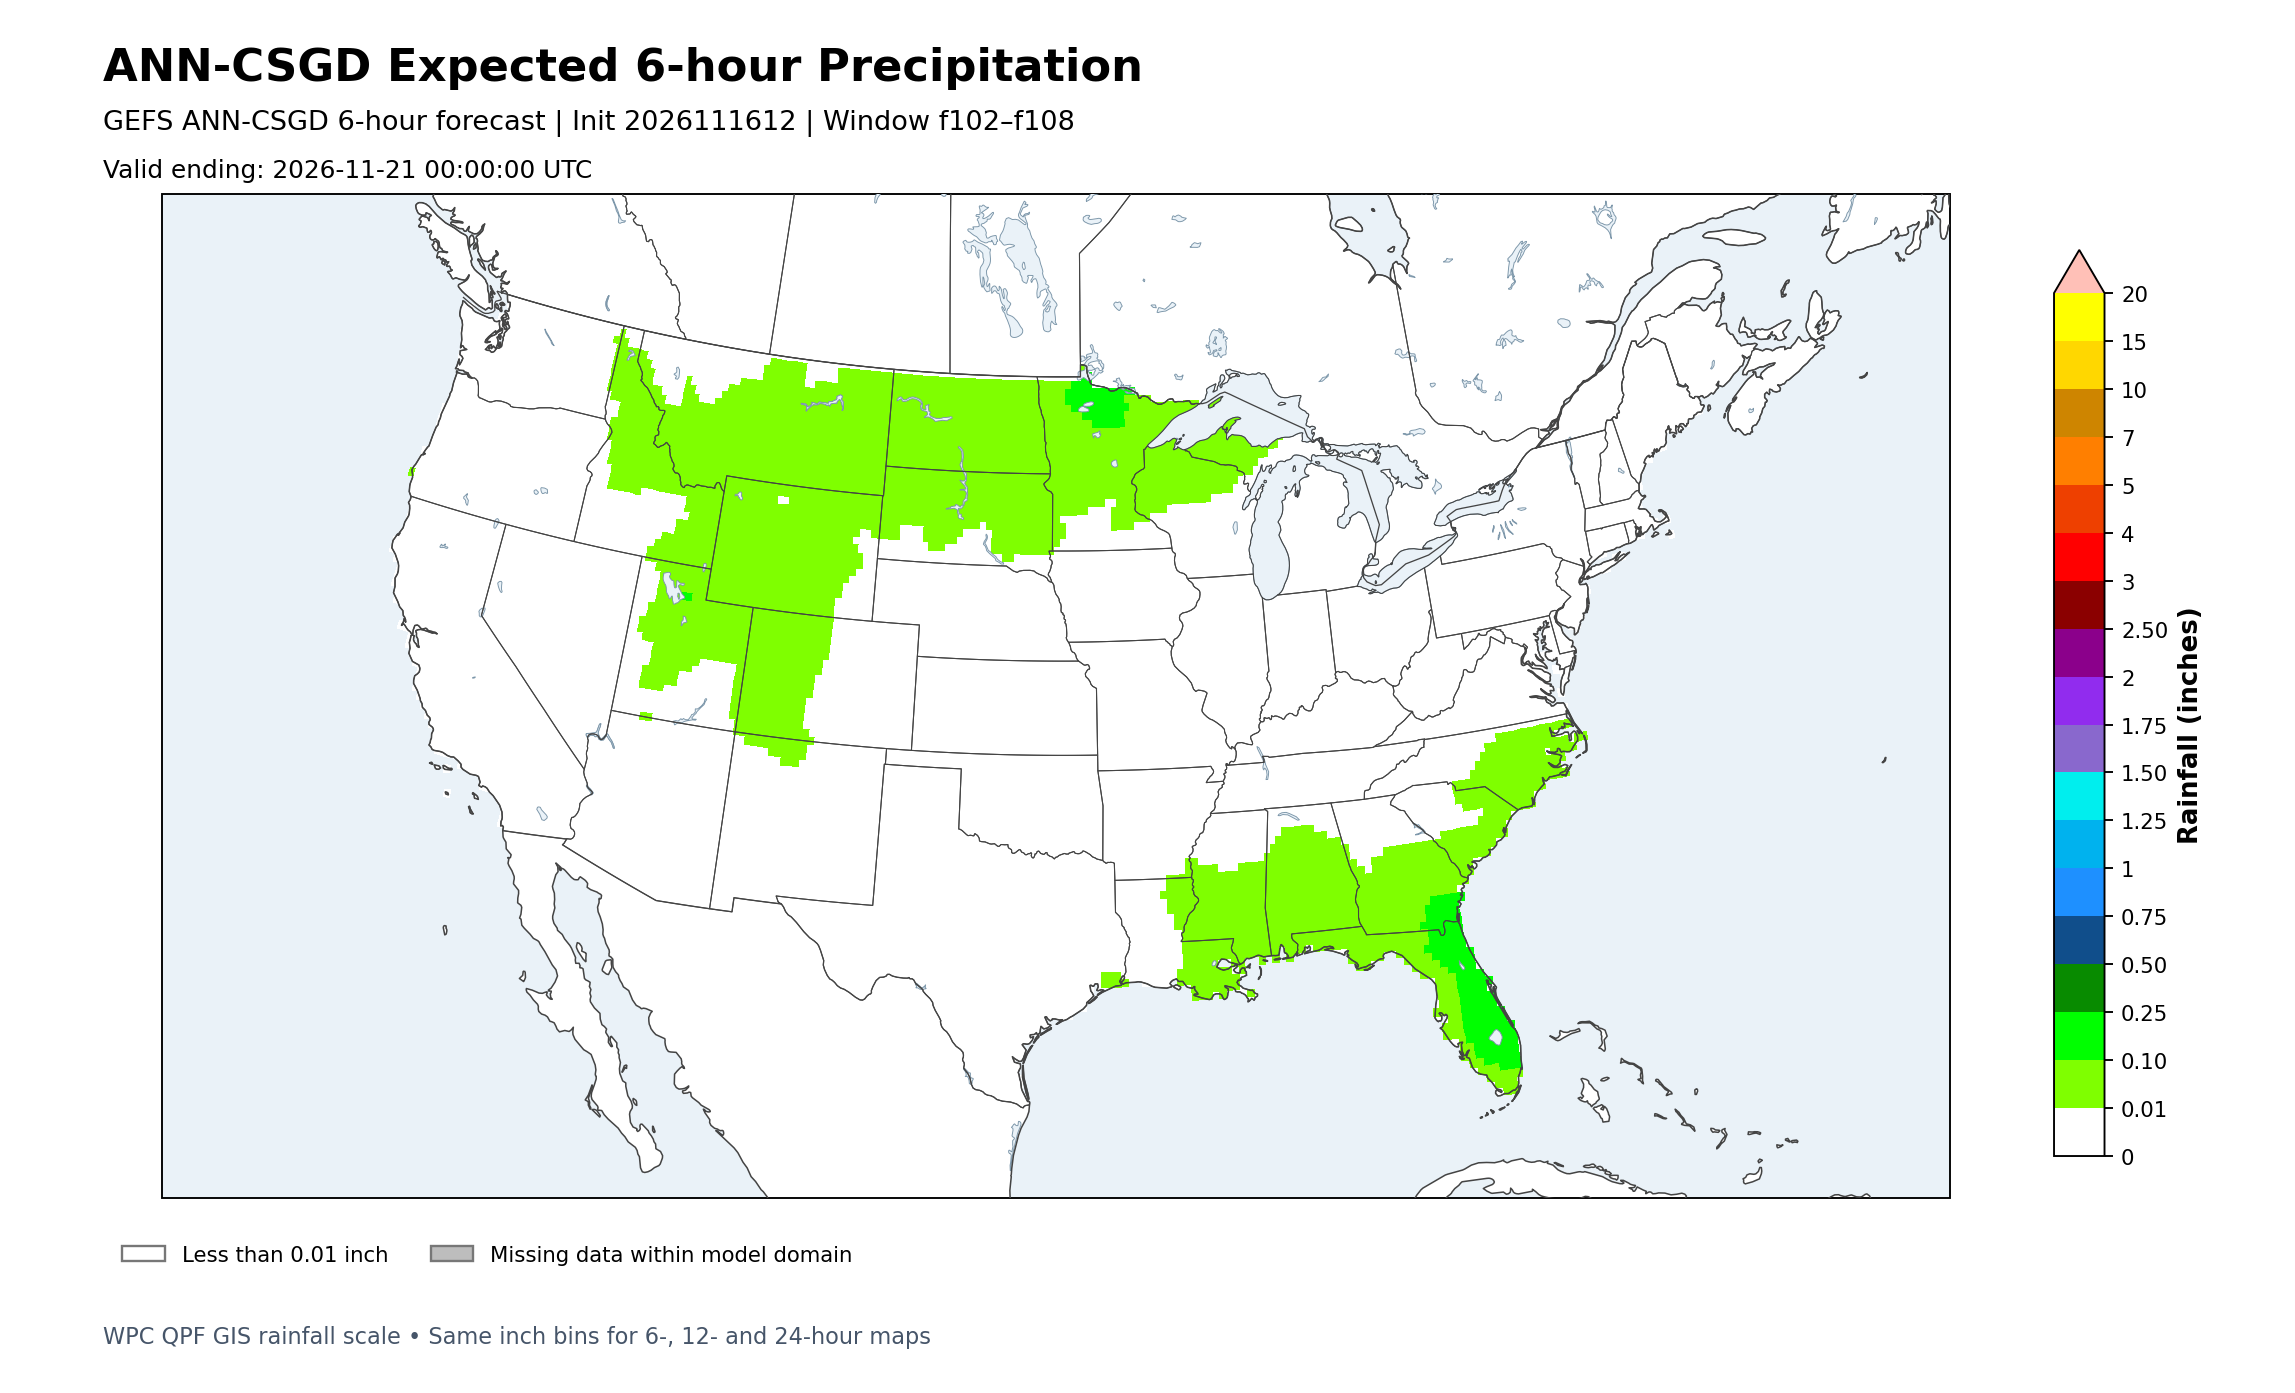 ANN-CSGD Expected 6-hour Precipitation
GEFS ANN-CSGD 6-hour forecast | Init 2026111612 | Window f102–f108
Valid ending: 2026-11-21 00:00:00 UTC
20
15
10
7
5
4
3
2.50
2
1.75
1.50
1.25
1
0.75
0.50
0.25
0.10
0.01
0
Rainfall (inches)
Less than 0.01 inch
Missing data within model domain
WPC QPF GIS rainfall scale • Same inch bins for 6-, 12- and 24-hour maps